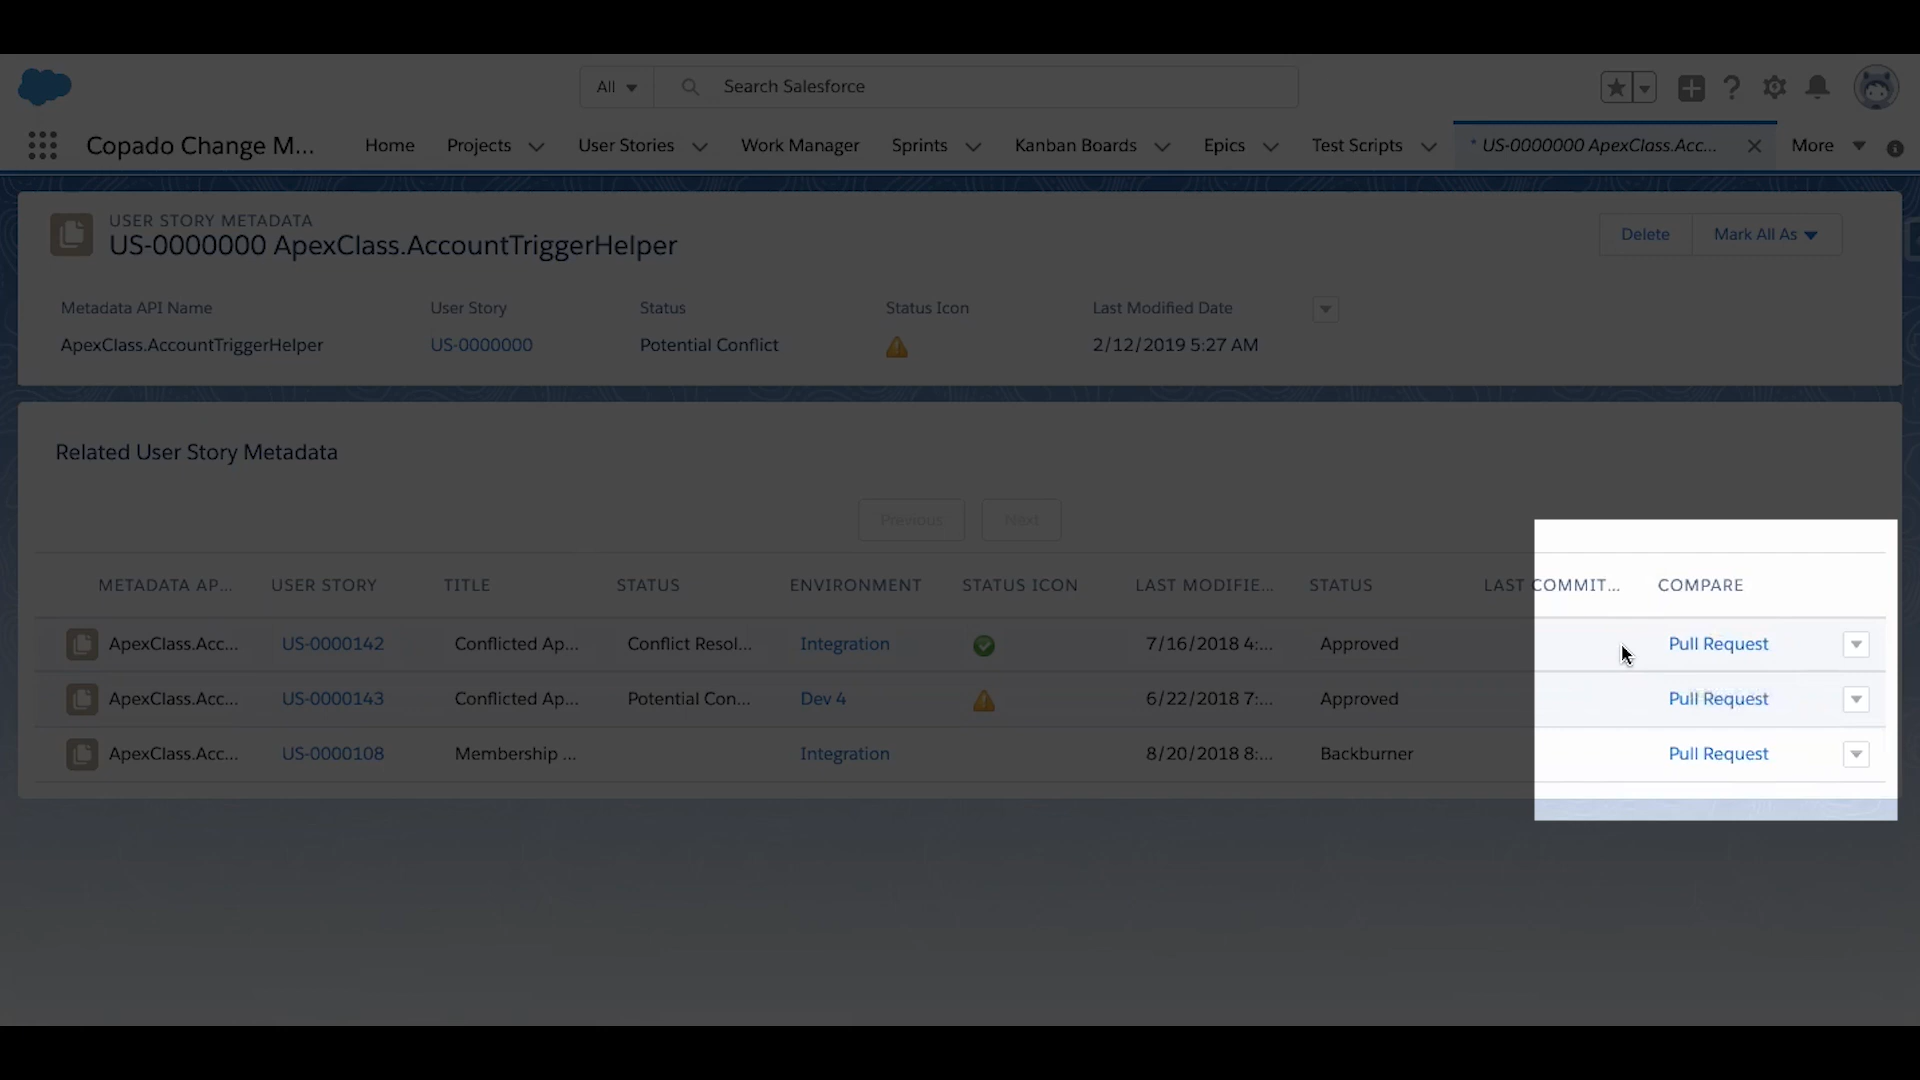 All Search Salesforce
Copado Change M... Home Projects User Stories Work Manager Sprints Kanban Boards Epics Test Scripts * US-0000000 ApexClass.Acc... More
USER STORY METADATA
US-0000000 ApexClass.AccountTriggerHelper
Delete Mark All As
Metadata API Name User Story Status Status Icon Last Modified Date
ApexClass.AccountTriggerHelper US-0000000 Potential Conflict 2/12/2019 5:27 AM
Related User Story Metadata
Previous Next
METADATA AP... USER STORY TITLE STATUS ENVIRONMENT STATUS ICON LAST MODIFIE... STATUS LAST COMMIT... COMPARE
ApexClass.Acc... US-0000142 Conflicted Ap... Conflict Resol... Integration 7/16/2018 4:... Approved Pull Request
ApexClass.Acc... US-0000143 Conflicted Ap... Potential Con... Dev 4 6/22/2018 7:... Approved Pull Request
ApexClass.Acc... US-0000108 Membership ... Integration 8/20/2018 8:... Backburner Pull Request